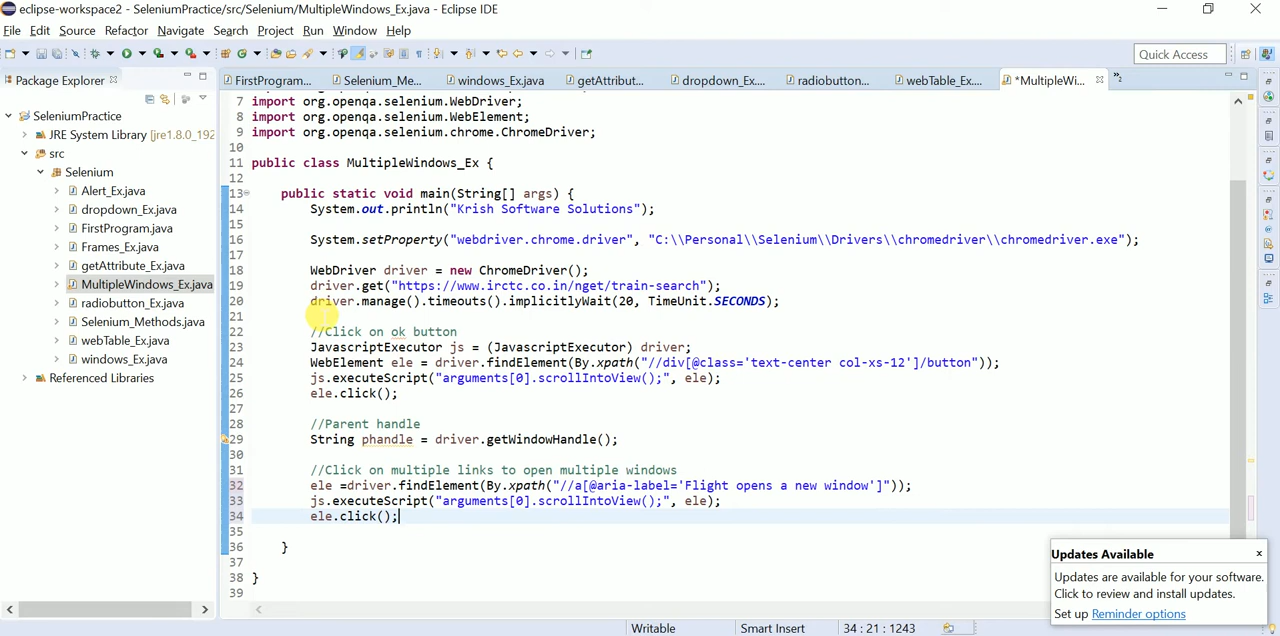 eclipse-workspace2 - SeleniumPractice/src/Selenium/MultipleWindows_Ex.java - Eclipse IDE
File Edit Source Refactor Navigate Search Project Run Window Help
Quick Access
Package Explorer
FirstProgram... Selenium_Me... windows_Ex.java getAttribut... dropdown_Ex.... radiobutton... webTable_Ex.... *MultipleWi... »2
SeleniumPractice
JRE System Library [jre1.8.0_192
src
Selenium
Alert_Ex.java
dropdown_Ex.java
FirstProgram.java
Frames_Ex.java
getAttribute_Ex.java
MultipleWindows_Ex.java
radiobutton_Ex.java
Selenium_Methods.java
webTable_Ex.java
windows_Ex.java
Referenced Libraries
7 import org.openqa.selenium.WebDriver;
8 import org.openqa.selenium.WebElement;
9 import org.openqa.selenium.chrome.ChromeDriver;
10
11 public class MultipleWindows_Ex {
12
13 public static void main(String[] args) {
14 System.out.println("Krish Software Solutions");
15
16 System.setProperty("webdriver.chrome.driver", "C:\\Personal\\Selenium\\Drivers\\chromedriver\\chromedriver.exe");
17
18 WebDriver driver = new ChromeDriver();
19 driver.get("https://www.irctc.co.in/nget/train-search");
20 driver.manage().timeouts().implicitlyWait(20, TimeUnit.SECONDS);
21
22 //Click on ok button
23 JavascriptExecutor js = (JavascriptExecutor) driver;
24 WebElement ele = driver.findElement(By.xpath("//div[@class='text-center col-xs-12']/button"));
25 js.executeScript("arguments[0].scrollIntoView();", ele);
26 ele.click();
27
28 //Parent handle
29 String phandle = driver.getWindowHandle();
30
31 //Click on multiple links to open multiple windows
32 ele =driver.findElement(By.xpath("//a[@aria-label='Flight opens a new window']"));
33 js.executeScript("arguments[0].scrollIntoView();", ele);
34 ele.click();
35
36 }
37
38 }
39
Updates Available
Updates are available for your software.
Click to review and install updates.
Set up Reminder options
Writable Smart Insert 34 : 21 : 1243